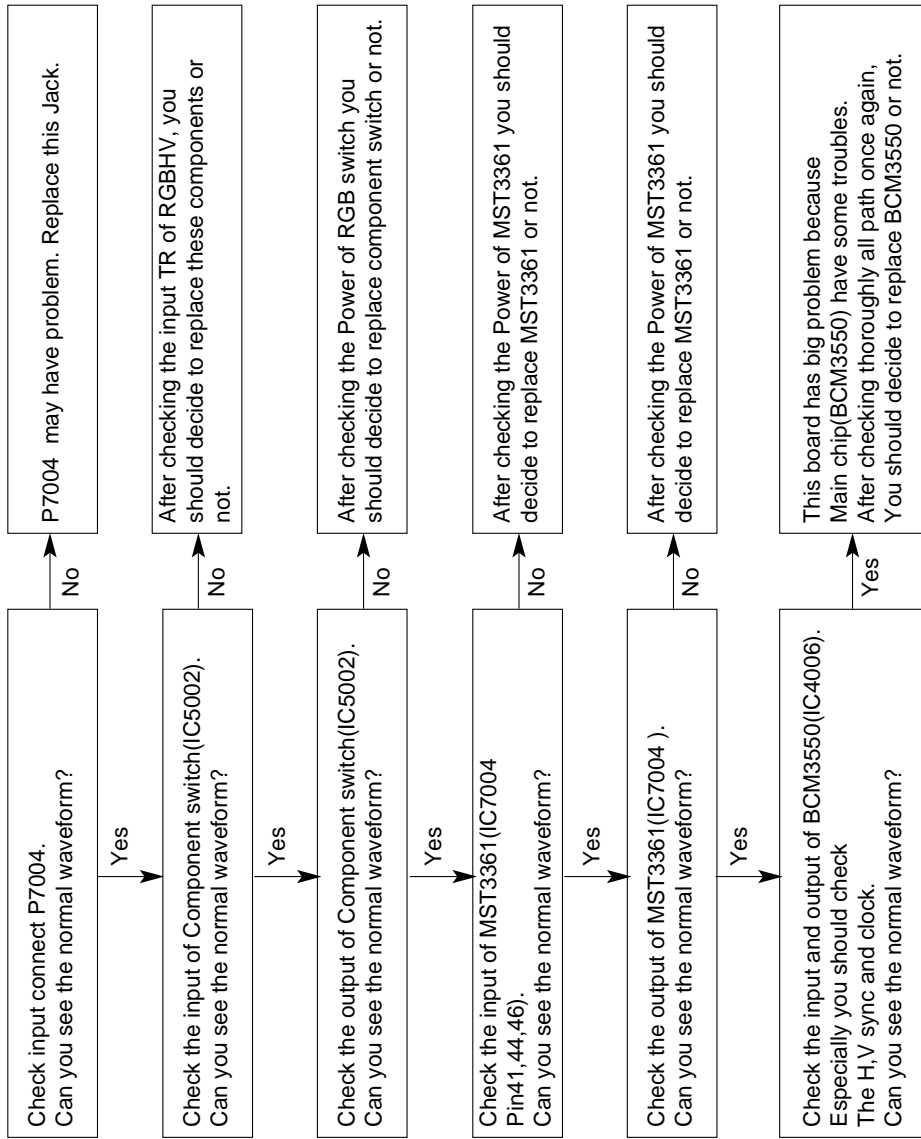 Check input connect P7004.
Can you see the normal waveform?
No
P7004 may have problem. Replace this Jack.
Yes
Check the input of Component switch(IC5002).
Can you see the normal waveform?
No
After checking the input TR of RGBHV, you
should decide to replace these components or
not.
Yes
Check the output of Component switch(IC5002).
Can you see the normal waveform?
No
After checking the Power of RGB switch you
should decide to replace component switch or not.
Yes
Check the input of MST3361(IC7004
Pin41,44,46).
Can you see the normal waveform?
No
After checking the Power of MST3361 you should
decide to replace MST3361 or not.
Yes
Check the output of MST3361(IC7004 ).
Can you see the normal waveform?
No
After checking the Power of MST3361 you should
decide to replace MST3361 or not.
Yes
Check the input and output of BCM3550(IC4006).
Especially you should check
The H,V sync and clock.
Can you see the normal waveform?
Yes
This board has big problem because
Main chip(BCM3550) have some troubles.
After checking thoroughly all path once again,
You should decide to replace BCM3550 or not.